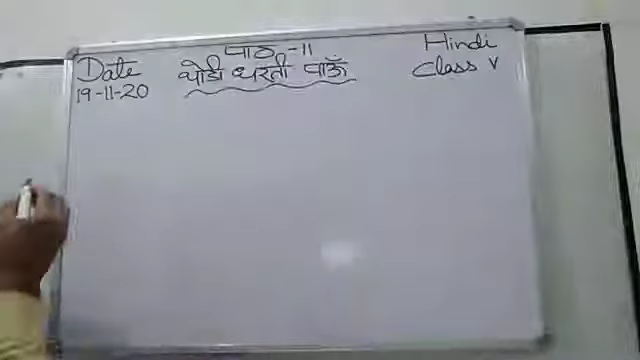 पाठ -11
Hindi
Date
थोडी धरती पाऊँ
Class V
19-11-20